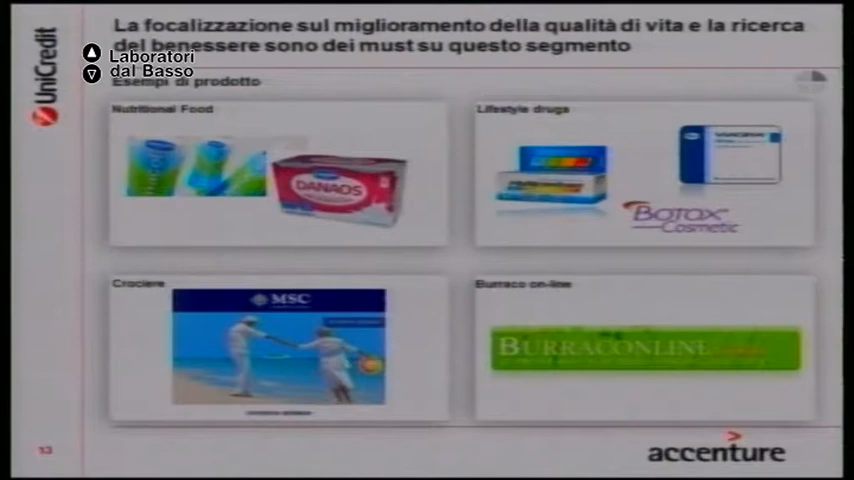 La focalizzazione sul miglioramento della qualità di vita e la ricerca
del benessere sono dei must su questo segmento
Laboratori
dal Basso
UniCredit
Esempi di prodotto
Nutritional Food
Lifestyle drugs
DANAOS
BOTOX
Cosmetic
Crociere
Burraco on-line
MSC
BURRACONLINE
13
accenture